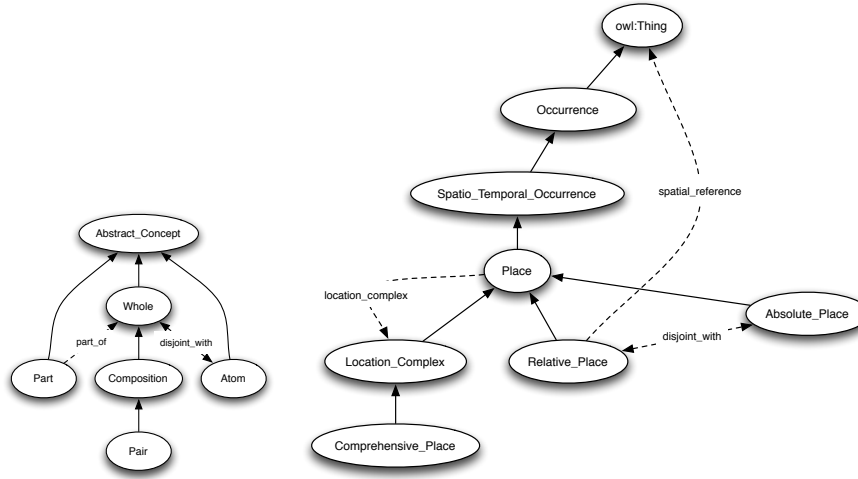 owl:Thing
Occurrence
Spatio_Temporal_Occurrence
spatial_reference
Abstract_Concept
Place
location_complex
Whole
Absolute_Place
part_of
disjoint_with
disjoint_with
Location_Complex
Relative_Place
Part
Composition
Atom
Comprehensive_Place
Pair